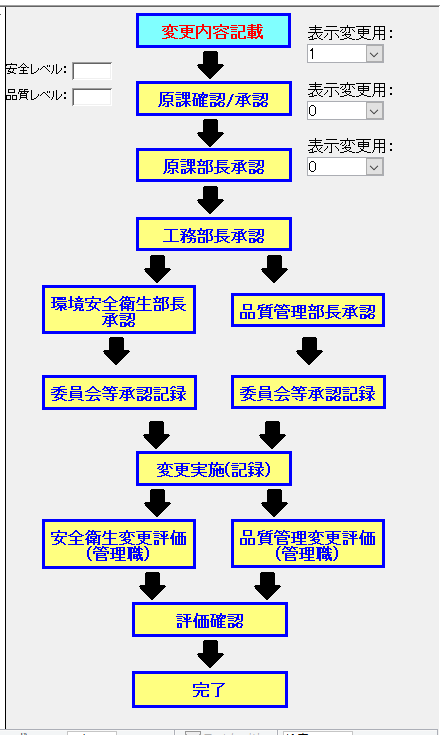 変更内容記載
表示変更用:
1
安全レベル:
品質レベル:
原課確認/承認
表示変更用:
0
原課部長承認
表示変更用:
0
工務部長承認
環境安全衛生部長
承認
品質管理部長承認
委員会等承認記録
委員会等承認記録
変更実施(記録)
安全衛生変更評価
(管理職)
品質管理変更評価
(管理職)
評価確認
完了